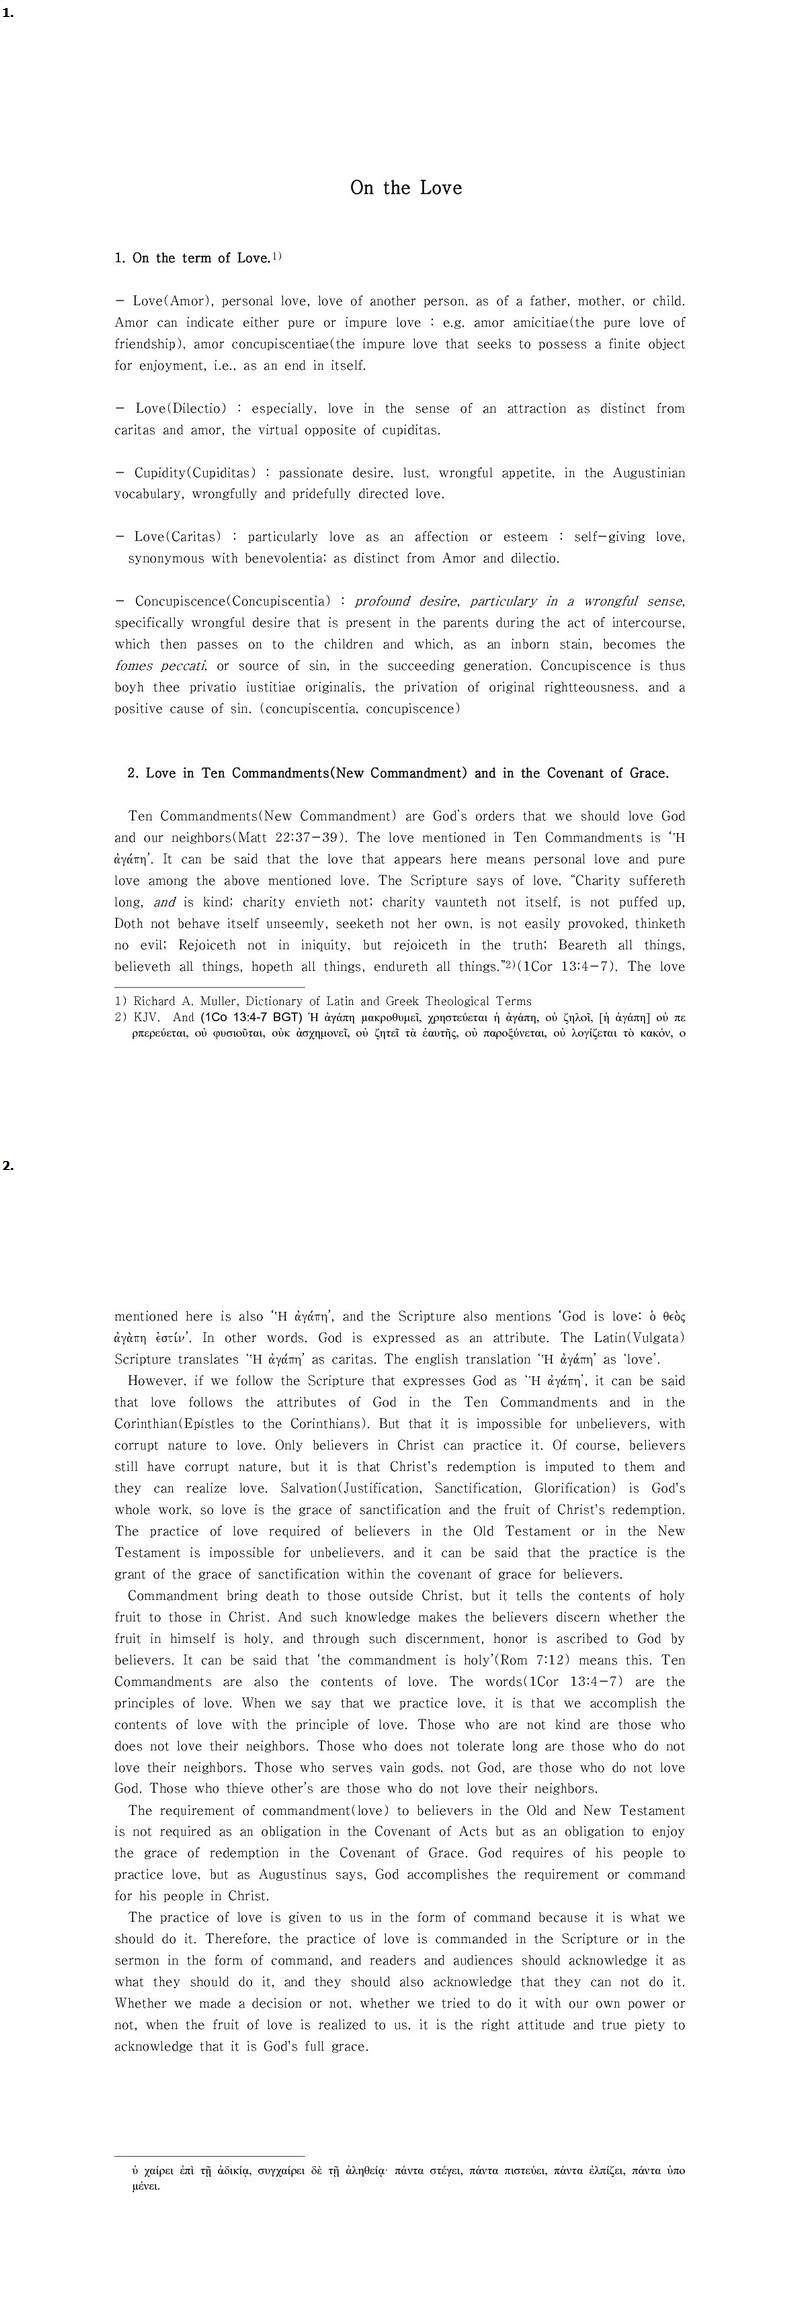 1.
On the Love
1. On the term of Love.1)
- Love(Amor), personal love, love of another person, as of a father, mother, or child.
Amor can indicate either pure or impure love : e.g. amor amicitiae(the pure love of
friendship), amor concupiscentiae(the impure love that seeks to possess a finite object
for enjoyment, i.e., as an end in itself.
- Love(Dilectio) : especially, love in the sense of an attraction as distinct from
caritas and amor, the virtual opposite of cupiditas.
- Cupidity(Cupiditas) : passionate desire, lust, wrongful appetite, in the Augustinian
vocabulary, wrongfully and pridefully directed love.
- Love(Caritas) : particularly love as an affection or esteem : self-giving love,
synonymous with benevolentia; as distinct from Amor and dilectio.
- Concupiscence(Concupiscentia) : profound desire, particulary in a wrongful sense,
specifically wrongful desire that is present in the parents during the act of intercourse,
which then passes on to the children and which, as an inborn stain, becomes the
fomes peccati, or source of sin, in the succeeding generation. Concupiscence is thus
boyh thee privatio iustitiae originalis, the privation of original rightteousness, and a
positive cause of sin. (concupiscentia, concupiscence)
2. Love in Ten Commandments(New Commandment) and in the Covenant of Grace.
Ten Commandments(New Commandment) are God's orders that we should love God
and our neighbors(Matt 22:37-39). The love mentioned in Ten Commandments is ‘Ἡ
ἀγάπη’. It can be said that the love that appears here means personal love and pure
love among the above mentioned love. The Scripture says of love, “Charity suffereth
long, and is kind; charity envieth not; charity vaunteth not itself, is not puffed up,
Doth not behave itself unseemly, seeketh not her own, is not easily provoked, thinketh
no evil; Rejoiceth not in iniquity, but rejoiceth in the truth; Beareth all things,
believeth all things, hopeth all things, endureth all things.”2)(1Cor 13:4-7). The love
1) Richard A. Muller, Dictionary of Latin and Greek Theological Terms
2) KJV. And (1Co 13:4-7 BGT) Ἡ ἀγάπη μακροθυμεῖ, χρηστεύεται ἡ ἀγάπη, οὐ ζηλοῖ, [ἡ ἀγάπη] οὐ πε
ρπερεύεται, οὐ φυσιοῦται, οὐκ ἀσχημονεῖ, οὐ ζητεῖ τὰ ἑαυτῆς, οὐ παροξύνεται, οὐ λογίζεται τὸ κακόν, ο
2.
mentioned here is also ‘Ἡ ἀγάπη’, and the Scripture also mentions ‘God is love: ὁ θεὸς
ἀγάπη ἐστίν’. In other words, God is expressed as an attribute. The Latin(Vulgata)
Scripture translates ‘Ἡ ἀγάπη’ as caritas. The english translation ‘Ἡ ἀγάπη’ as ‘love’.
However, if we follow the Scripture that expresses God as ‘Ἡ ἀγάπη’, it can be said
that love follows the attributes of God in the Ten Commandments and in the
Corinthian(Epistles to the Corinthians). But that it is impossible for unbelievers, with
corrupt nature to love. Only believers in Christ can practice it. Of course, believers
still have corrupt nature, but it is that Christ's redemption is imputed to them and
they can realize love. Salvation(Justification, Sanctification, Glorification) is God's
whole work, so love is the grace of sanctification and the fruit of Christ's redemption.
The practice of love required of believers in the Old Testament or in the New
Testament is impossible for unbelievers, and it can be said that the practice is the
grant of the grace of sanctification within the covenant of grace for believers.
Commandment bring death to those outside Christ, but it tells the contents of holy
fruit to those in Christ. And such knowledge makes the believers discern whether the
fruit in himself is holy, and through such discernment, honor is ascribed to God by
believers. It can be said that ‘the commandment is holy’(Rom 7:12) means this. Ten
Commandments are also the contents of love. The words(1Cor 13:4-7) are the
principles of love. When we say that we practice love, it is that we accomplish the
contents of love with the principle of love. Those who are not kind are those who
does not love their neighbors. Those who does not tolerate long are those who do not
love their neighbors. Those who serves vain gods, not God, are those who do not love
God. Those who thieve other's are those who do not love their neighbors.
The requirement of commandment(love) to believers in the Old and New Testament
is not required as an obligation in the Covenant of Acts but as an obligation to enjoy
the grace of redemption in the Covenant of Grace. God requires of his people to
practice love, but as Augustinus says, God accomplishes the requirement or command
for his people in Christ.
The practice of love is given to us in the form of command because it is what we
should do it. Therefore, the practice of love is commanded in the Scripture or in the
sermon in the form of command, and readers and audiences should acknowledge it as
what they should do it, and they should also acknowledge that they can not do it.
Whether we made a decision or not, whether we tried to do it with our own power or
not, when the fruit of love is realized to us, it is the right attitude and true piety to
acknowledge that it is God's full grace.
ὐ χαίρει ἐπὶ τῇ ἀδικίᾳ, συγχαίρει δὲ τῇ ἀληθείᾳ· πάντα στέγει, πάντα πιστεύει, πάντα ἐλπίζει, πάντα ὑπο
μένει.